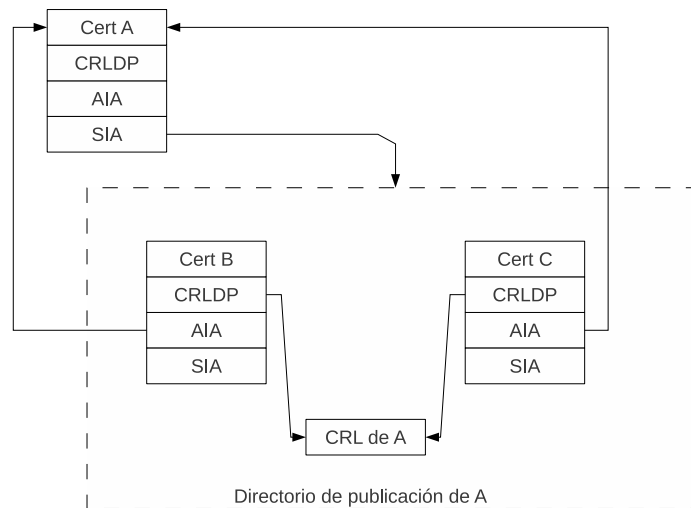 Cert A
CRLDP
AIA
SIA
Cert B
CRLDP
AIA
SIA
Cert C
CRLDP
AIA
SIA
CRL de A
Directorio de publicación de A